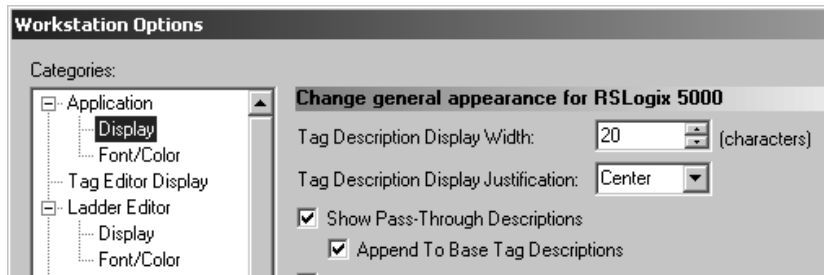 Workstation Options
Categories:
Application
Display
Font/Color
Tag Editor Display
Ladder Editor
Display
Font/Color
Change general appearance for RSLogix 5000
Tag Description Display Width: 20 (characters)
Tag Description Display Justification: Center
Show Pass-Through Descriptions
Append To Base Tag Descriptions